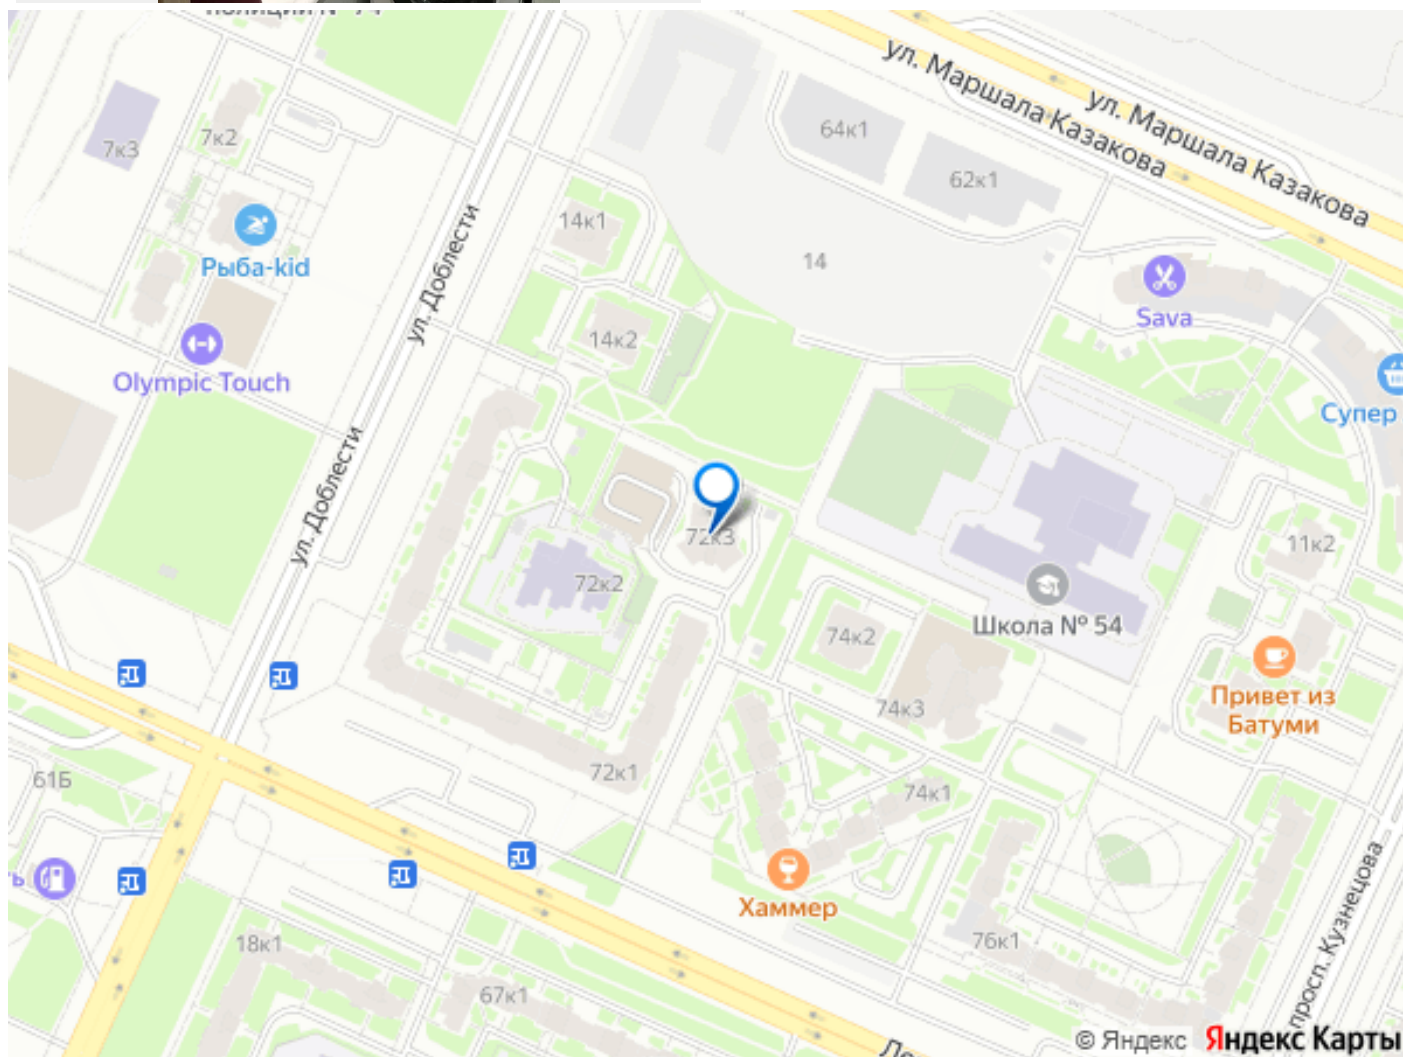 ул. Маршала Казакова
ул. Маршала Казакова
64к1
62к1
7к3
7к2
14к1
Рыба-kid
ул. Доблести
14
Sava
14к2
Olympic Touch
Супер
ул. Доблести
72к3
11к2
72к2
Школа № 54
74к2
Привет из
Батуми
74к3
61Б
72к1
74к1
Хаммер
просп. Кузнецова
18к1
76к1
67к1
© Яндекс Яндекс Карты